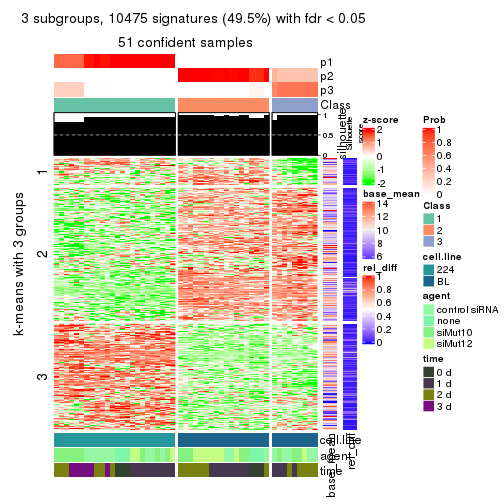 3 subgroups, 10475 signatures (49.5%) with fdr < 0.05
51 confident samples
p1
p2
p3
Class
1
0.5
0
silhouette
silhouette
score
k-means with 3 groups
1
2
3
z-score
2
1
0
-1
-2
base_mean
14
12
10
8
6
rel_diff
1
0.8
0.6
0.4
0.2
0
Prob
1
0.8
0.6
0.4
0.2
0
Class
1
2
3
cell.line
224
BL
agent
control siRNA
none
siMut10
siMut12
time
0 d
1 d
2 d
3 d
cell.line
agent
time
base_mean
rel_diff